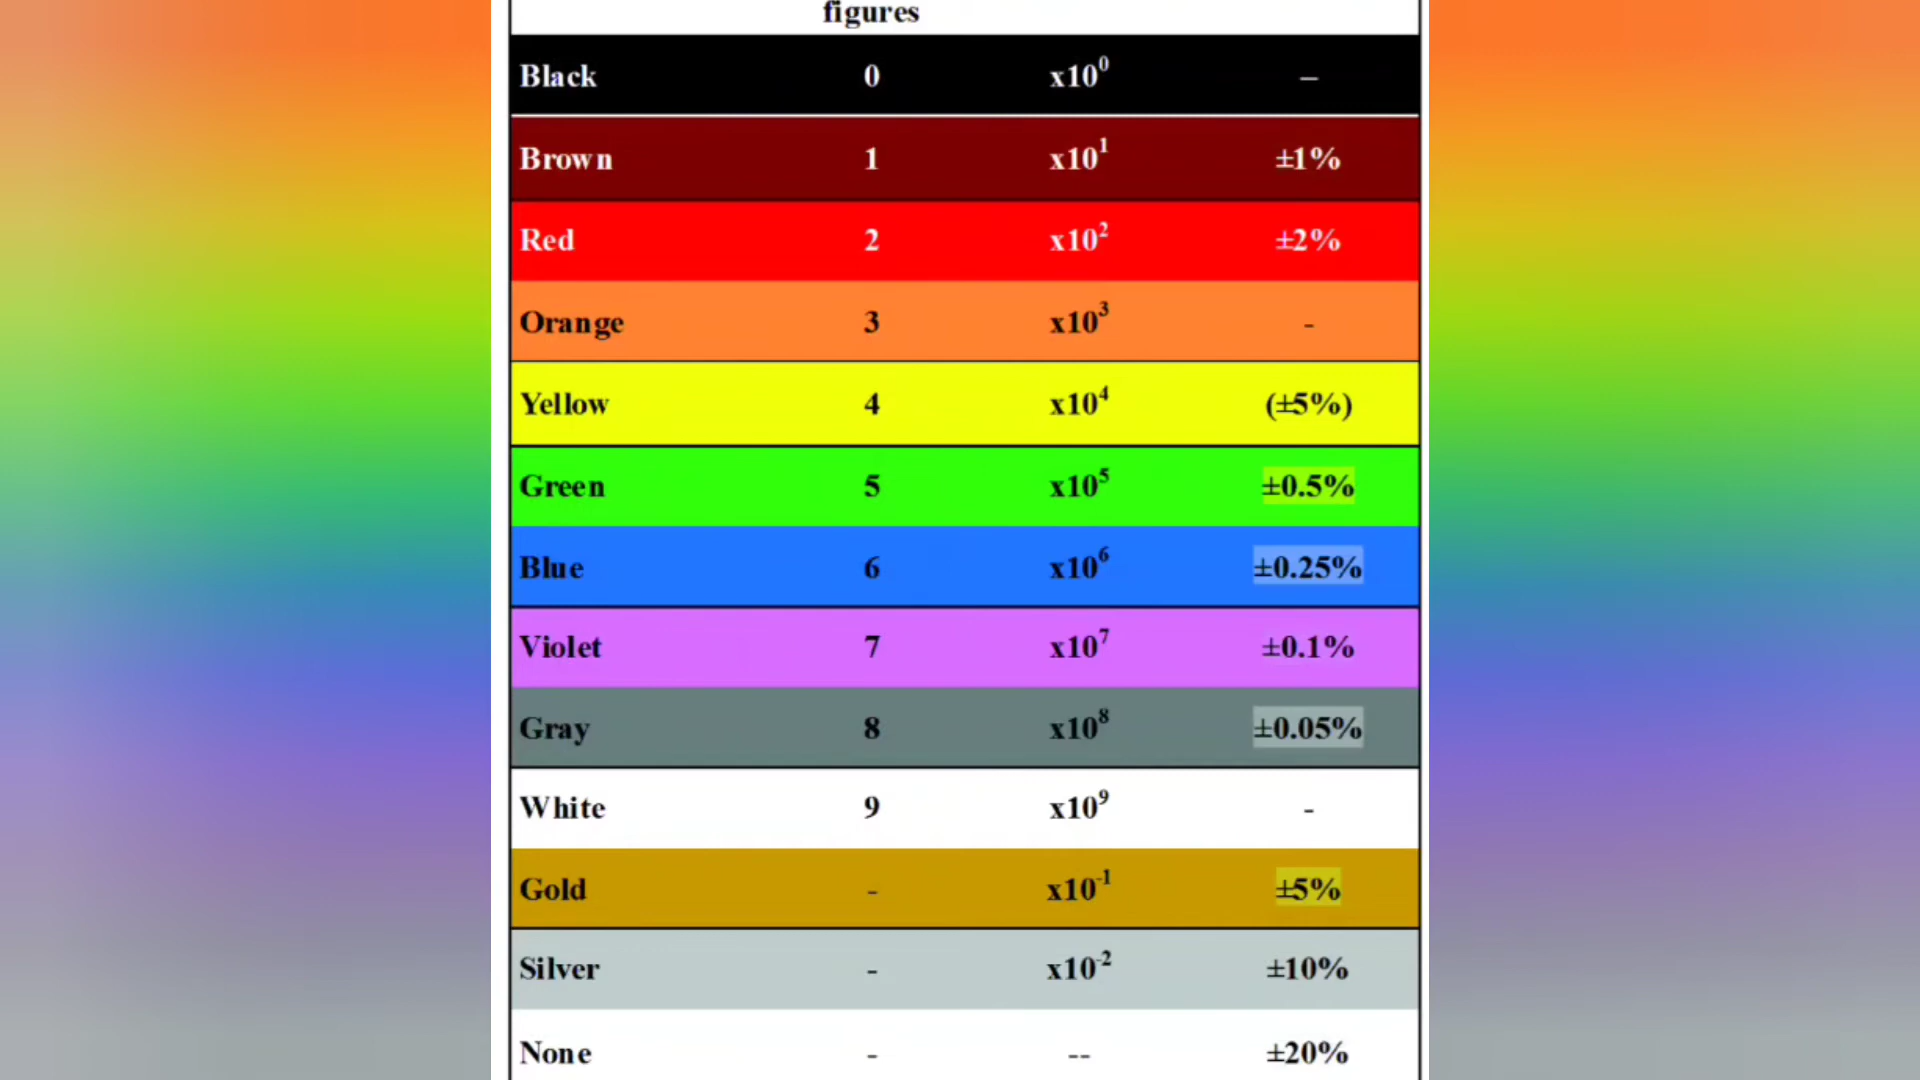 figures
Black 0 x10⁰ –
Brown 1 x10¹ ±1%
Red 2 x10² ±2%
Orange 3 x10³ -
Yellow 4 x10⁴ (±5%)
Green 5 x10⁵ ±0.5%
Blue 6 x10⁶ ±0.25%
Violet 7 x10⁷ ±0.1%
Gray 8 x10⁸ ±0.05%
White 9 x10⁹ -
Gold - x10⁻¹ ±5%
Silver - x10⁻² ±10%
None - -- ±20%